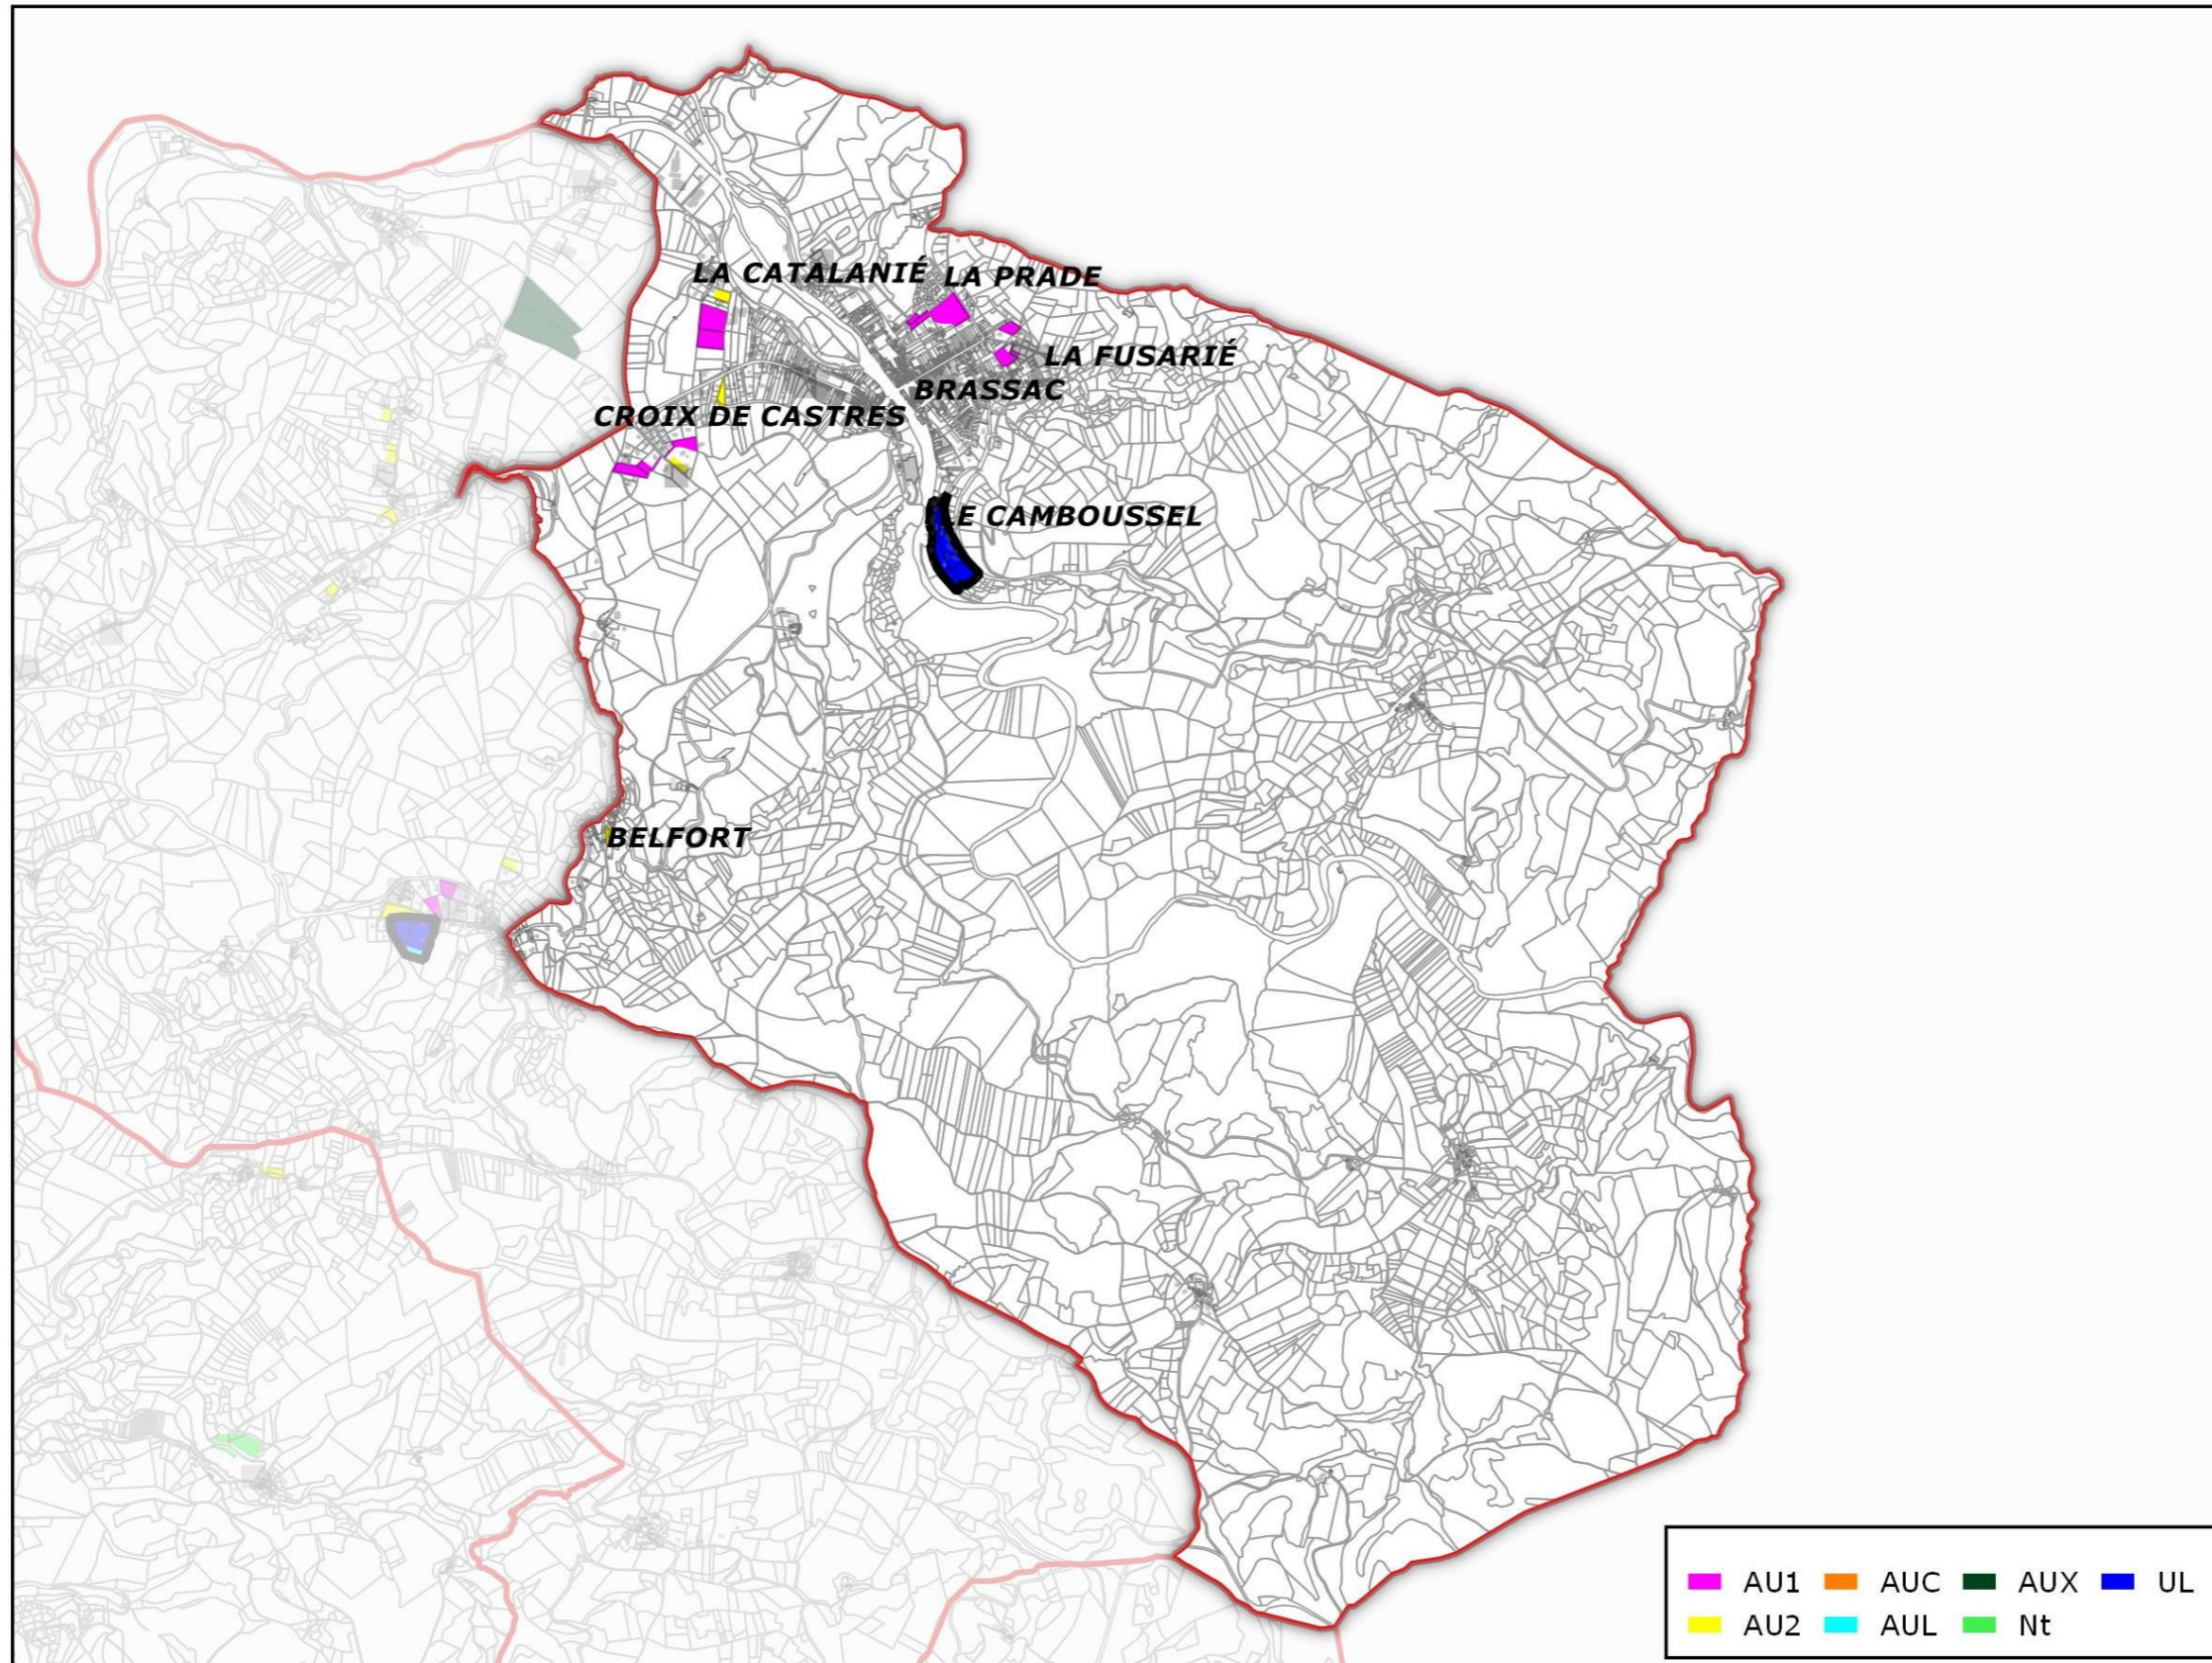 LA CATALANIÉ
LA PRADE
LA FUSARIÉ
BRASSAC
CROIX DE CASTRES
LE CAMBOUSSEL
BELFORT
AU1 AUC AUX UL
AU2 AUL Nt